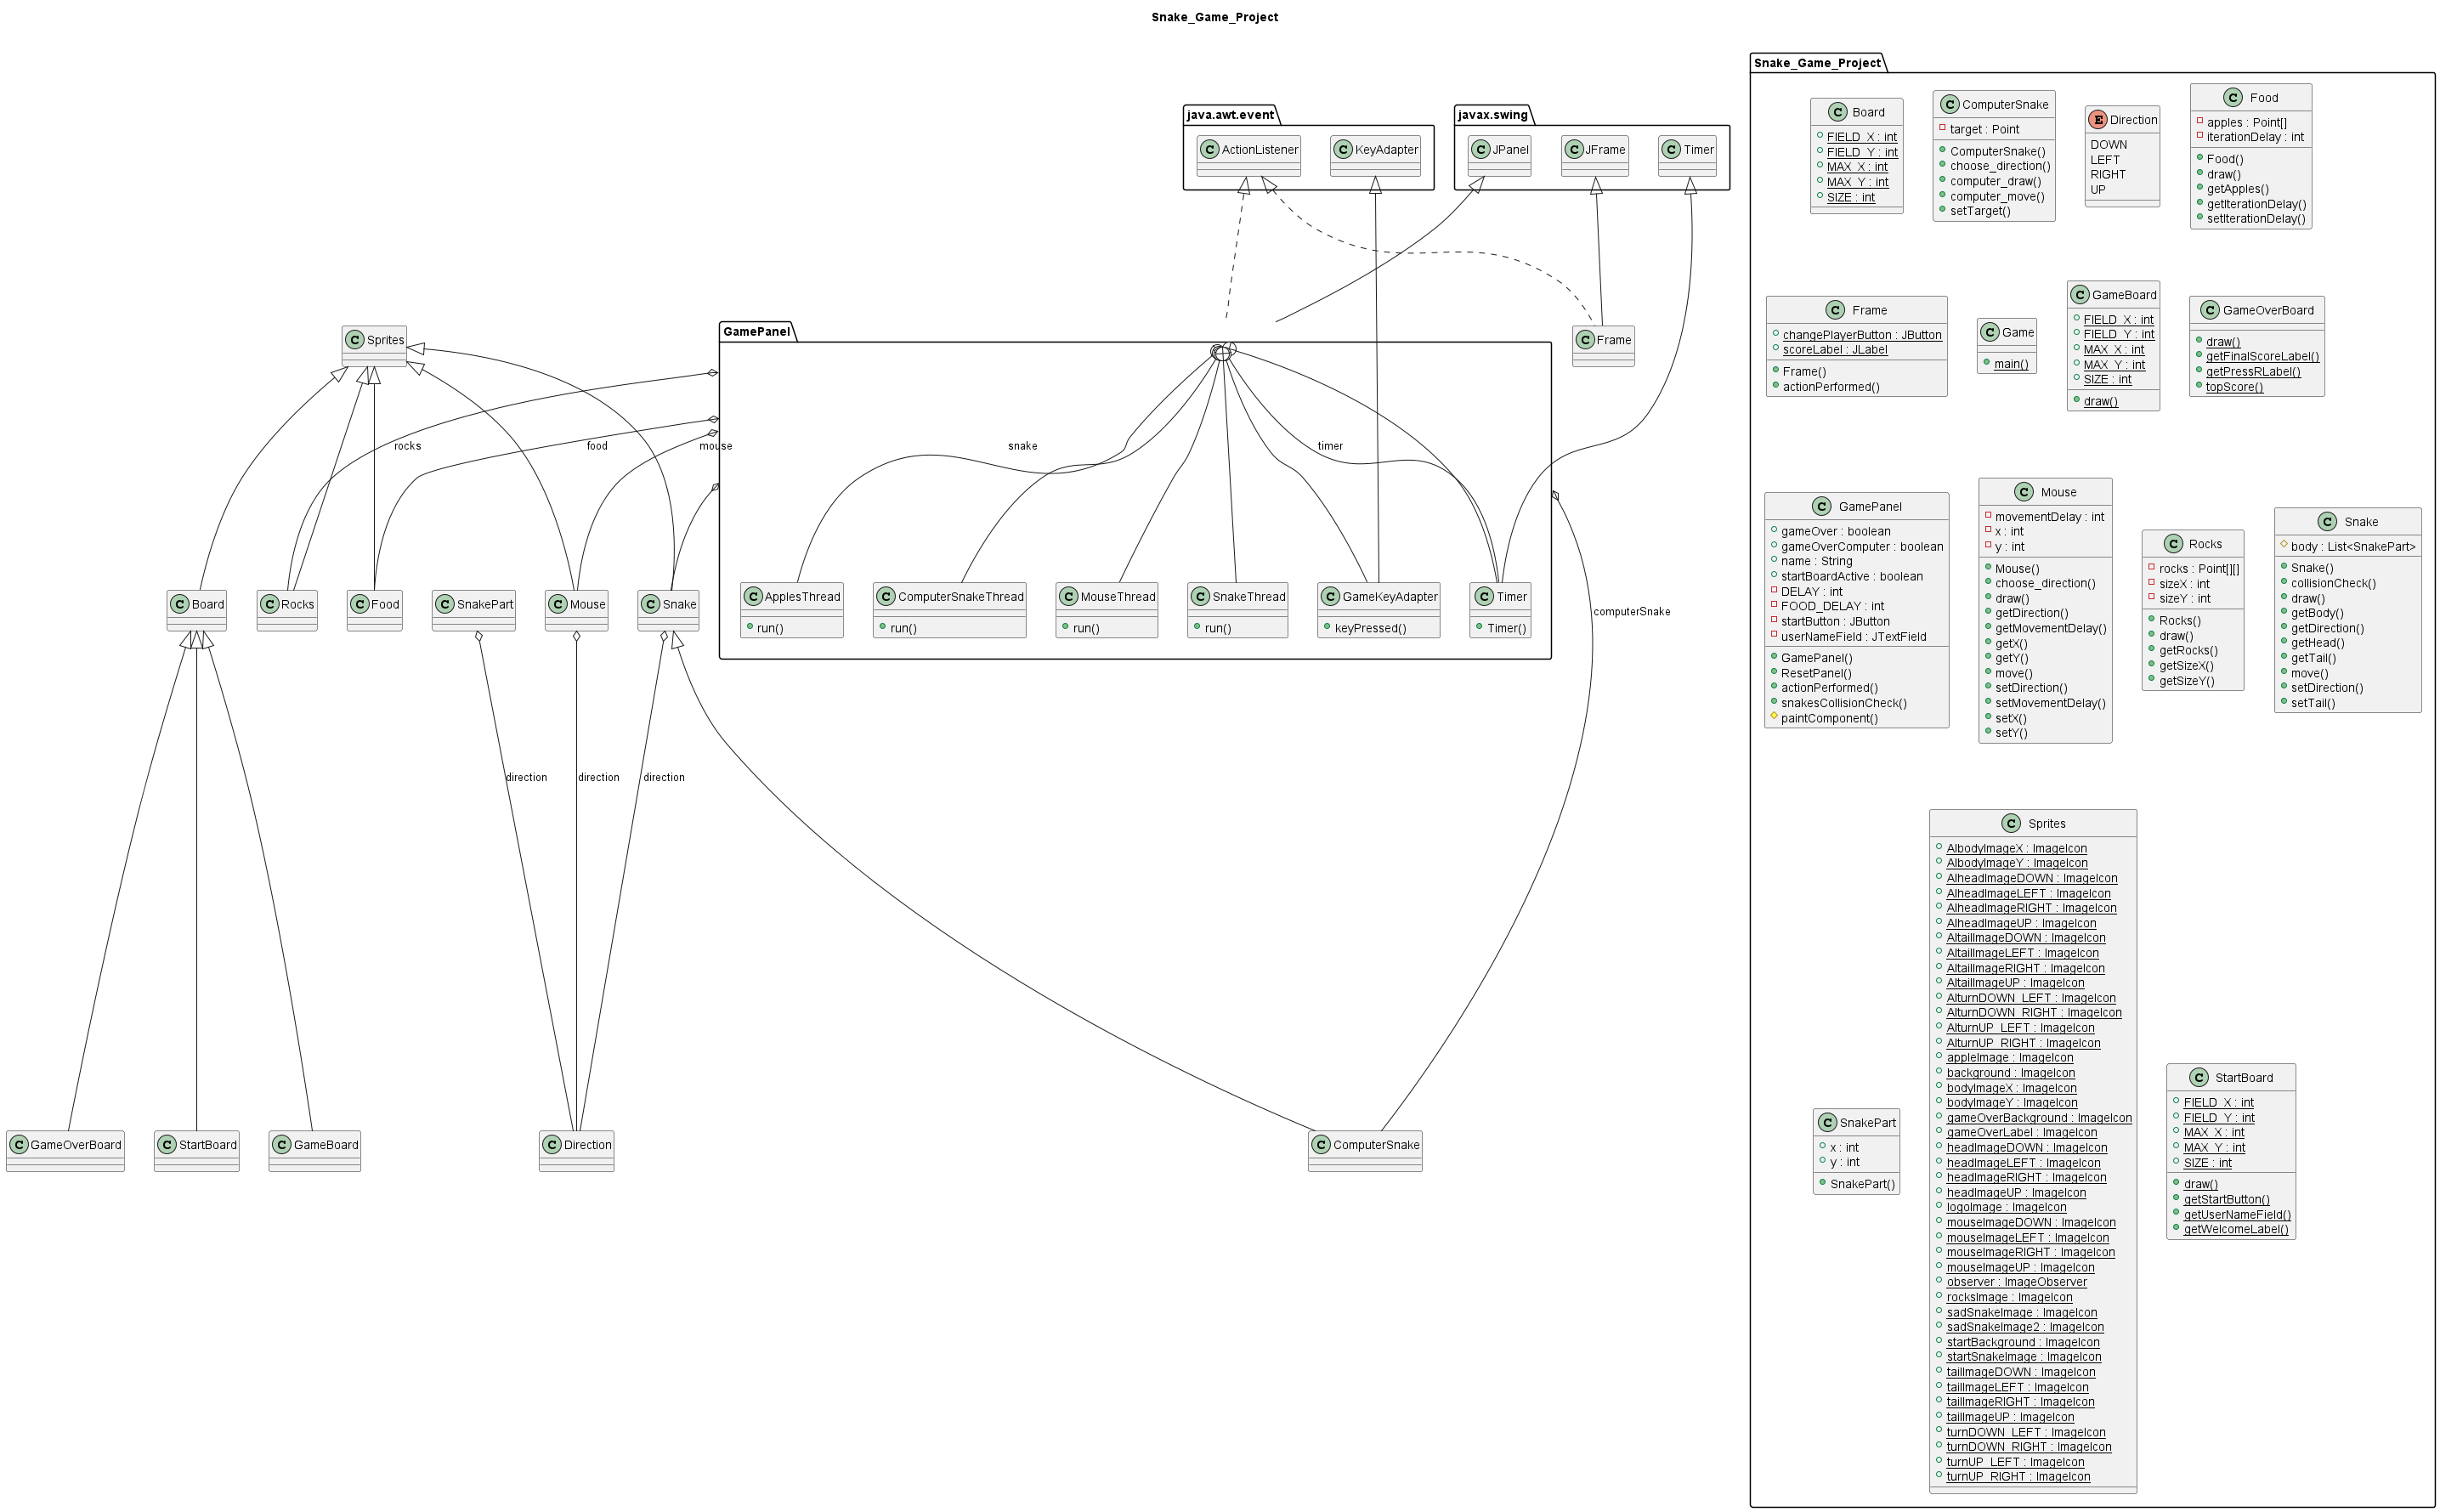 Snake_Game_Project
java.awt.event
ActionListener
KeyAdapter
javax.swing
JPanel
JFrame
Timer
Sprites
GamePanel
Frame
rocks
food
mouse
snake
timer
Board
Rocks
Food
SnakePart
Mouse
Snake
ApplesThread
run()
ComputerSnakeThread
run()
MouseThread
run()
SnakeThread
run()
GameKeyAdapter
keyPressed()
Timer
Timer()
computerSnake
direction
direction
direction
GameOverBoard
StartBoard
GameBoard
Direction
ComputerSnake
Snake_Game_Project
Board
FIELD_X : int
FIELD_Y : int
MAX_X : int
MAX_Y : int
SIZE : int
ComputerSnake
target : Point
ComputerSnake()
choose_direction()
computer_draw()
computer_move()
setTarget()
Direction
DOWN
LEFT
RIGHT
UP
Food
apples : Point[]
iterationDelay : int
Food()
draw()
getApples()
getIterationDelay()
setIterationDelay()
Frame
changePlayerButton : JButton
scoreLabel : JLabel
Frame()
actionPerformed()
Game
main()
GameBoard
FIELD_X : int
FIELD_Y : int
MAX_X : int
MAX_Y : int
SIZE : int
draw()
GameOverBoard
draw()
getFinalScoreLabel()
getPressRLabel()
topScore()
GamePanel
gameOver : boolean
gameOverComputer : boolean
name : String
startBoardActive : boolean
DELAY : int
FOOD_DELAY : int
startButton : JButton
userNameField : JTextField
GamePanel()
ResetPanel()
actionPerformed()
snakesCollisionCheck()
paintComponent()
Mouse
movementDelay : int
x : int
y : int
Mouse()
choose_direction()
draw()
getDirection()
getMovementDelay()
getX()
getY()
move()
setDirection()
setMovementDelay()
setX()
setY()
Rocks
rocks : Point[][]
sizeX : int
sizeY : int
Rocks()
draw()
getRocks()
getSizeX()
getSizeY()
Snake
body : List<SnakePart>
Snake()
collisionCheck()
draw()
getBody()
getDirection()
getHead()
getTail()
move()
setDirection()
setTail()
SnakePart
x : int
y : int
SnakePart()
Sprites
AIbodyImageX : ImageIcon
AIbodyImageY : ImageIcon
AIheadImageDOWN : ImageIcon
AIheadImageLEFT : ImageIcon
AIheadImageRIGHT : ImageIcon
AIheadImageUP : ImageIcon
AItailImageDOWN : ImageIcon
AItailImageLEFT : ImageIcon
AItailImageRIGHT : ImageIcon
AItailImageUP : ImageIcon
AIturnDOWN_LEFT : ImageIcon
AIturnDOWN_RIGHT : ImageIcon
AIturnUP_LEFT : ImageIcon
AIturnUP_RIGHT : ImageIcon
appleImage : ImageIcon
background : ImageIcon
bodyImageX : ImageIcon
bodyImageY : ImageIcon
gameOverBackground : ImageIcon
gameOverLabel : ImageIcon
headImageDOWN : ImageIcon
headImageLEFT : ImageIcon
headImageRIGHT : ImageIcon
headImageUP : ImageIcon
logoImage : ImageIcon
mouseImageDOWN : ImageIcon
mouseImageLEFT : ImageIcon
mouseImageRIGHT : ImageIcon
mouseImageUP : ImageIcon
observer : ImageObserver
rocksImage : ImageIcon
sadSnakeImage : ImageIcon
sadSnakeImage2 : ImageIcon
startBackground : ImageIcon
startSnakeImage : ImageIcon
tailImageDOWN : ImageIcon
tailImageLEFT : ImageIcon
tailImageRIGHT : ImageIcon
tailImageUP : ImageIcon
turnDOWN_LEFT : ImageIcon
turnDOWN_RIGHT : ImageIcon
turnUP_LEFT : ImageIcon
turnUP_RIGHT : ImageIcon
StartBoard
FIELD_X : int
FIELD_Y : int
MAX_X : int
MAX_Y : int
SIZE : int
draw()
getStartButton()
getUserNameField()
getWelcomeLabel()